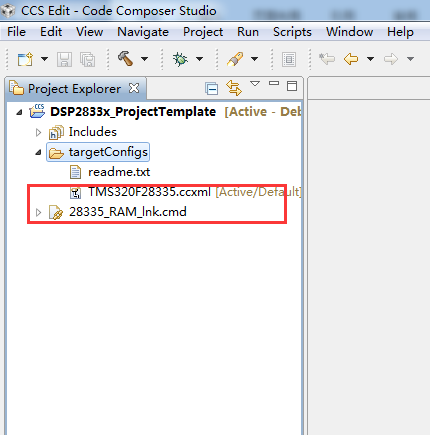 CCS Edit - Code Composer Studio
File Edit View Navigate Project Run Scripts Window
Project Explorer
DSP2833x_ProjectTemplate [Active - Deb
Includes
targetConfigs
readme.txt
TMS320F28335.ccxml [Active/Default]
28335_RAM_lnk.cmd